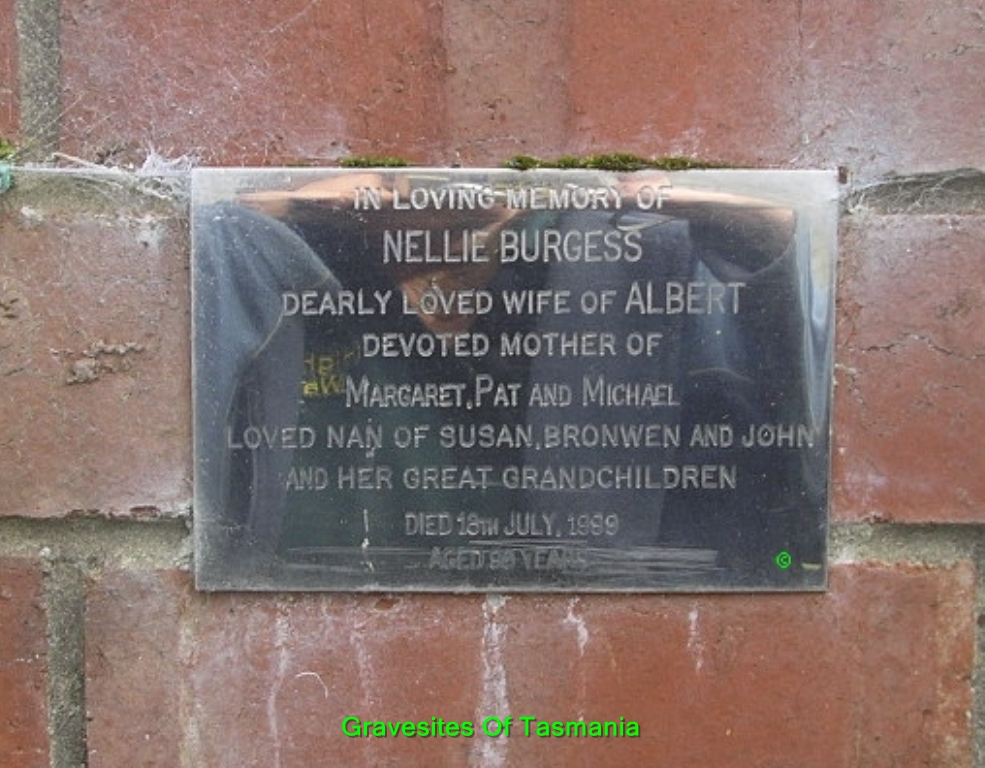 IN LOVING MEMORY OF
NELLIE BURGESS
DEARLY LOVED WIFE OF ALBERT
DEVOTED MOTHER OF
MARGARET, PAT AND MICHAEL
LOVED NAN OF SUSAN, BRONWEN AND JOHN
AND HER GREAT GRANDCHILDREN
DIED 18TH JULY, 1999
AGED YEARS
©
Gravesites Of Tasmania